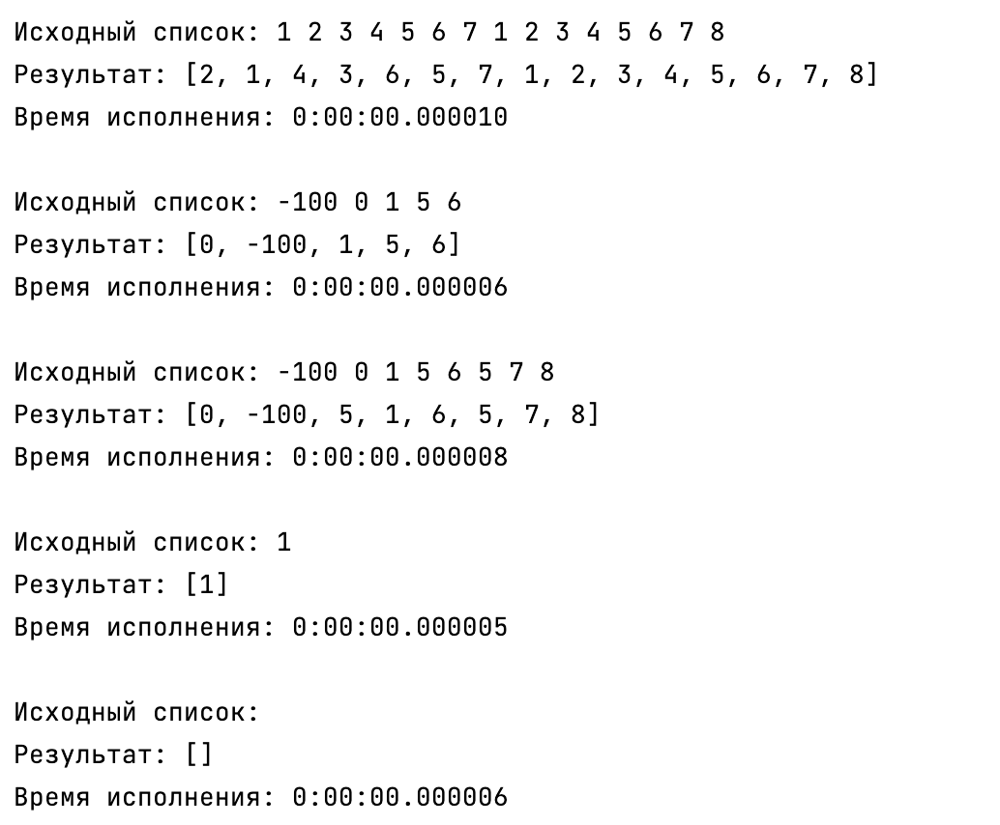 Исходный список: 1 2 3 4 5 6 7 1 2 3 4 5 6 7 8
Результат: [2, 1, 4, 3, 6, 5, 7, 1, 2, 3, 4, 5, 6, 7, 8]
Время исполнения: 0:00:00.000010
Исходный список: -100 0 1 5 6
Результат: [0, -100, 1, 5, 6]
Время исполнения: 0:00:00.000006
Исходный список: -100 0 1 5 6 5 7 8
Результат: [0, -100, 5, 1, 6, 5, 7, 8]
Время исполнения: 0:00:00.000008
Исходный список: 1
Результат: [1]
Время исполнения: 0:00:00.000005
Исходный список:
Результат: []
Время исполнения: 0:00:00.000006